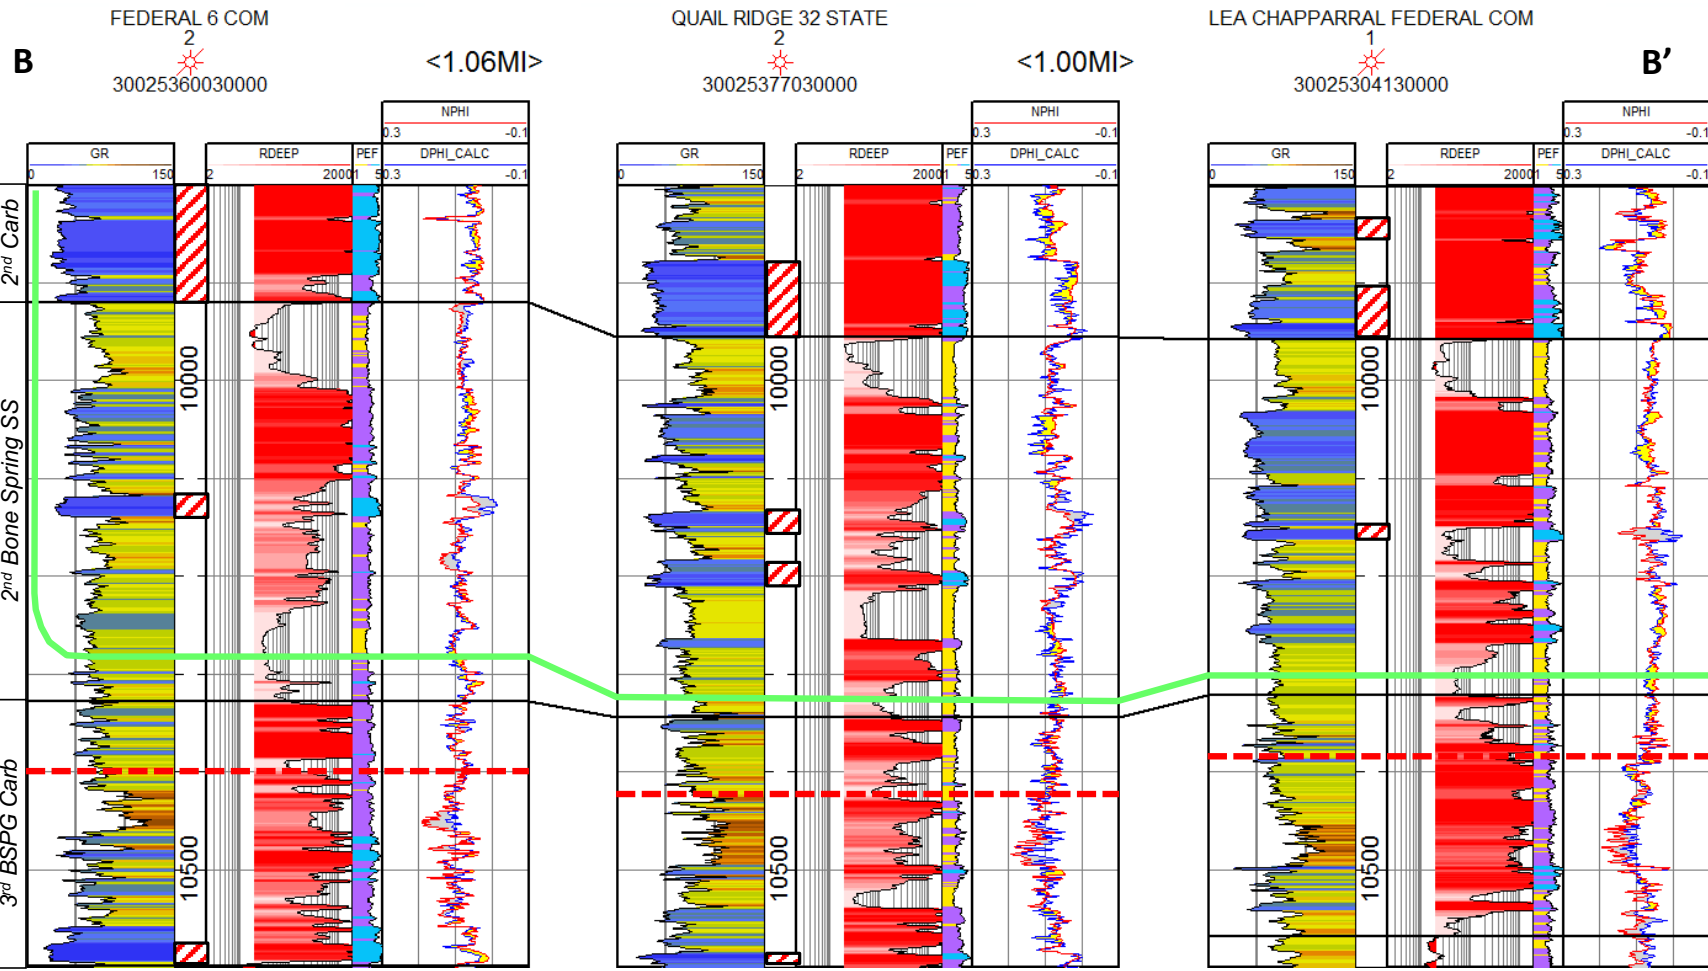 FEDERAL 6 COM
2
30025360030000
B
<1.06MI>
QUAIL RIDGE 32 STATE
2
30025377030000
<1.00MI>
LEA CHAPPARRAL FEDERAL COM
1
30025304130000
B’
NPHI
0.3 -0.1
GR
0 150
RDEEP
2 2000
PEF
1 5
DPHI_CALC
0.3 -0.1
NPHI
0.3 -0.1
GR
0 150
RDEEP
2 2000
PEF
1 5
DPHI_CALC
0.3 -0.1
NPHI
0.3 -0.1
GR
0 150
RDEEP
2 2000
PEF
1 5
DPHI_CALC
0.3 -0.1
2nd Carb
2nd Bone Spring SS
3rd BSPG Carb
10000
10500
10000
10500
10000
10500